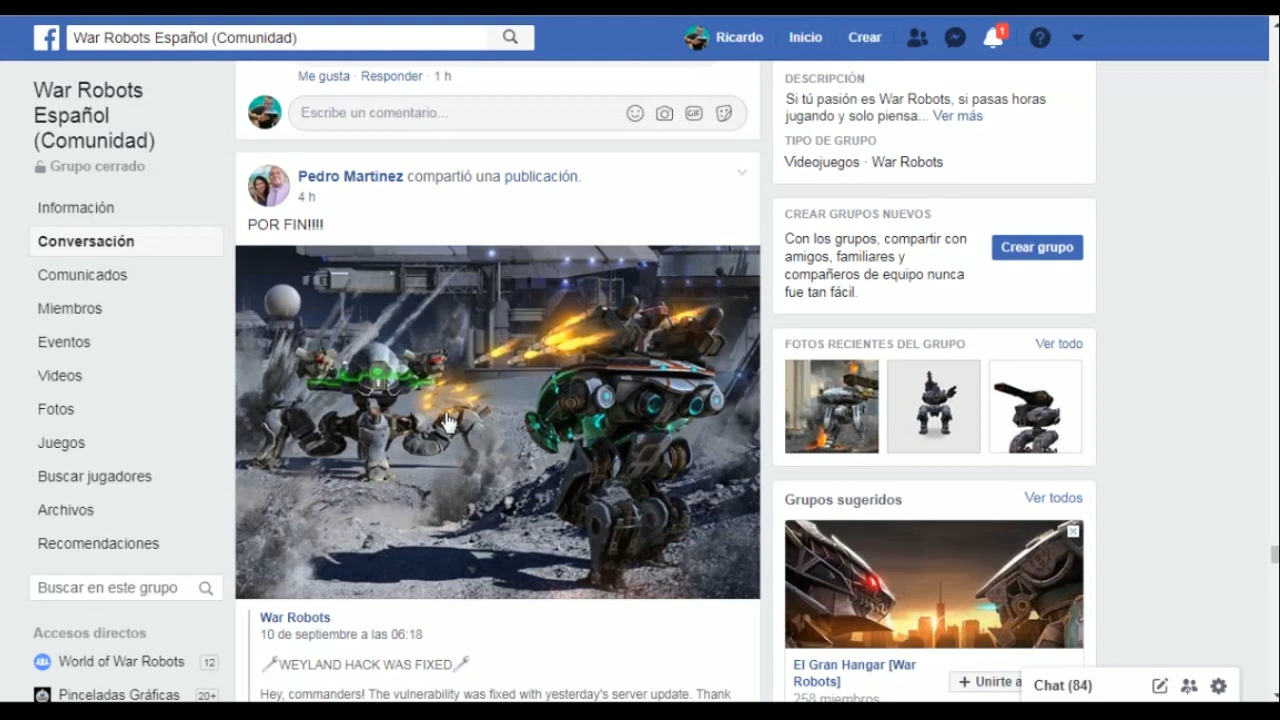 War Robots Español (Comunidad)
Ricardo
Inicio
Crear
1
War Robots
Español
(Comunidad)
Grupo cerrado
Información
Conversación
Comunicados
Miembros
Eventos
Videos
Fotos
Juegos
Buscar jugadores
Archivos
Recomendaciones
Buscar en este grupo
Accesos directos
World of War Robots 12
Pinceladas Gráficas 20+
Me gusta · Responder · 1 h
Escribe un comentario...
GIF
Pedro Martinez compartió una publicación.
4 h
POR FIN!!!!
War Robots
10 de septiembre a las 06:18
WEYLAND HACK WAS FIXED
Hey, commanders! The vulnerability was fixed with yesterday's server update. Thank
DESCRIPCIÓN
Si tú pasión es War Robots, si pasas horas
jugando y solo piensa... Ver más
TIPO DE GRUPO
Videojuegos · War Robots
CREAR GRUPOS NUEVOS
Con los grupos, compartir con
amigos, familiares y
compañeros de equipo nunca
fue tan fácil.
Crear grupo
FOTOS RECIENTES DEL GRUPO Ver todo
Grupos sugeridos Ver todos
El Gran Hangar [War
Robots]
258 miembros
+ Unirte a
Chat (84)